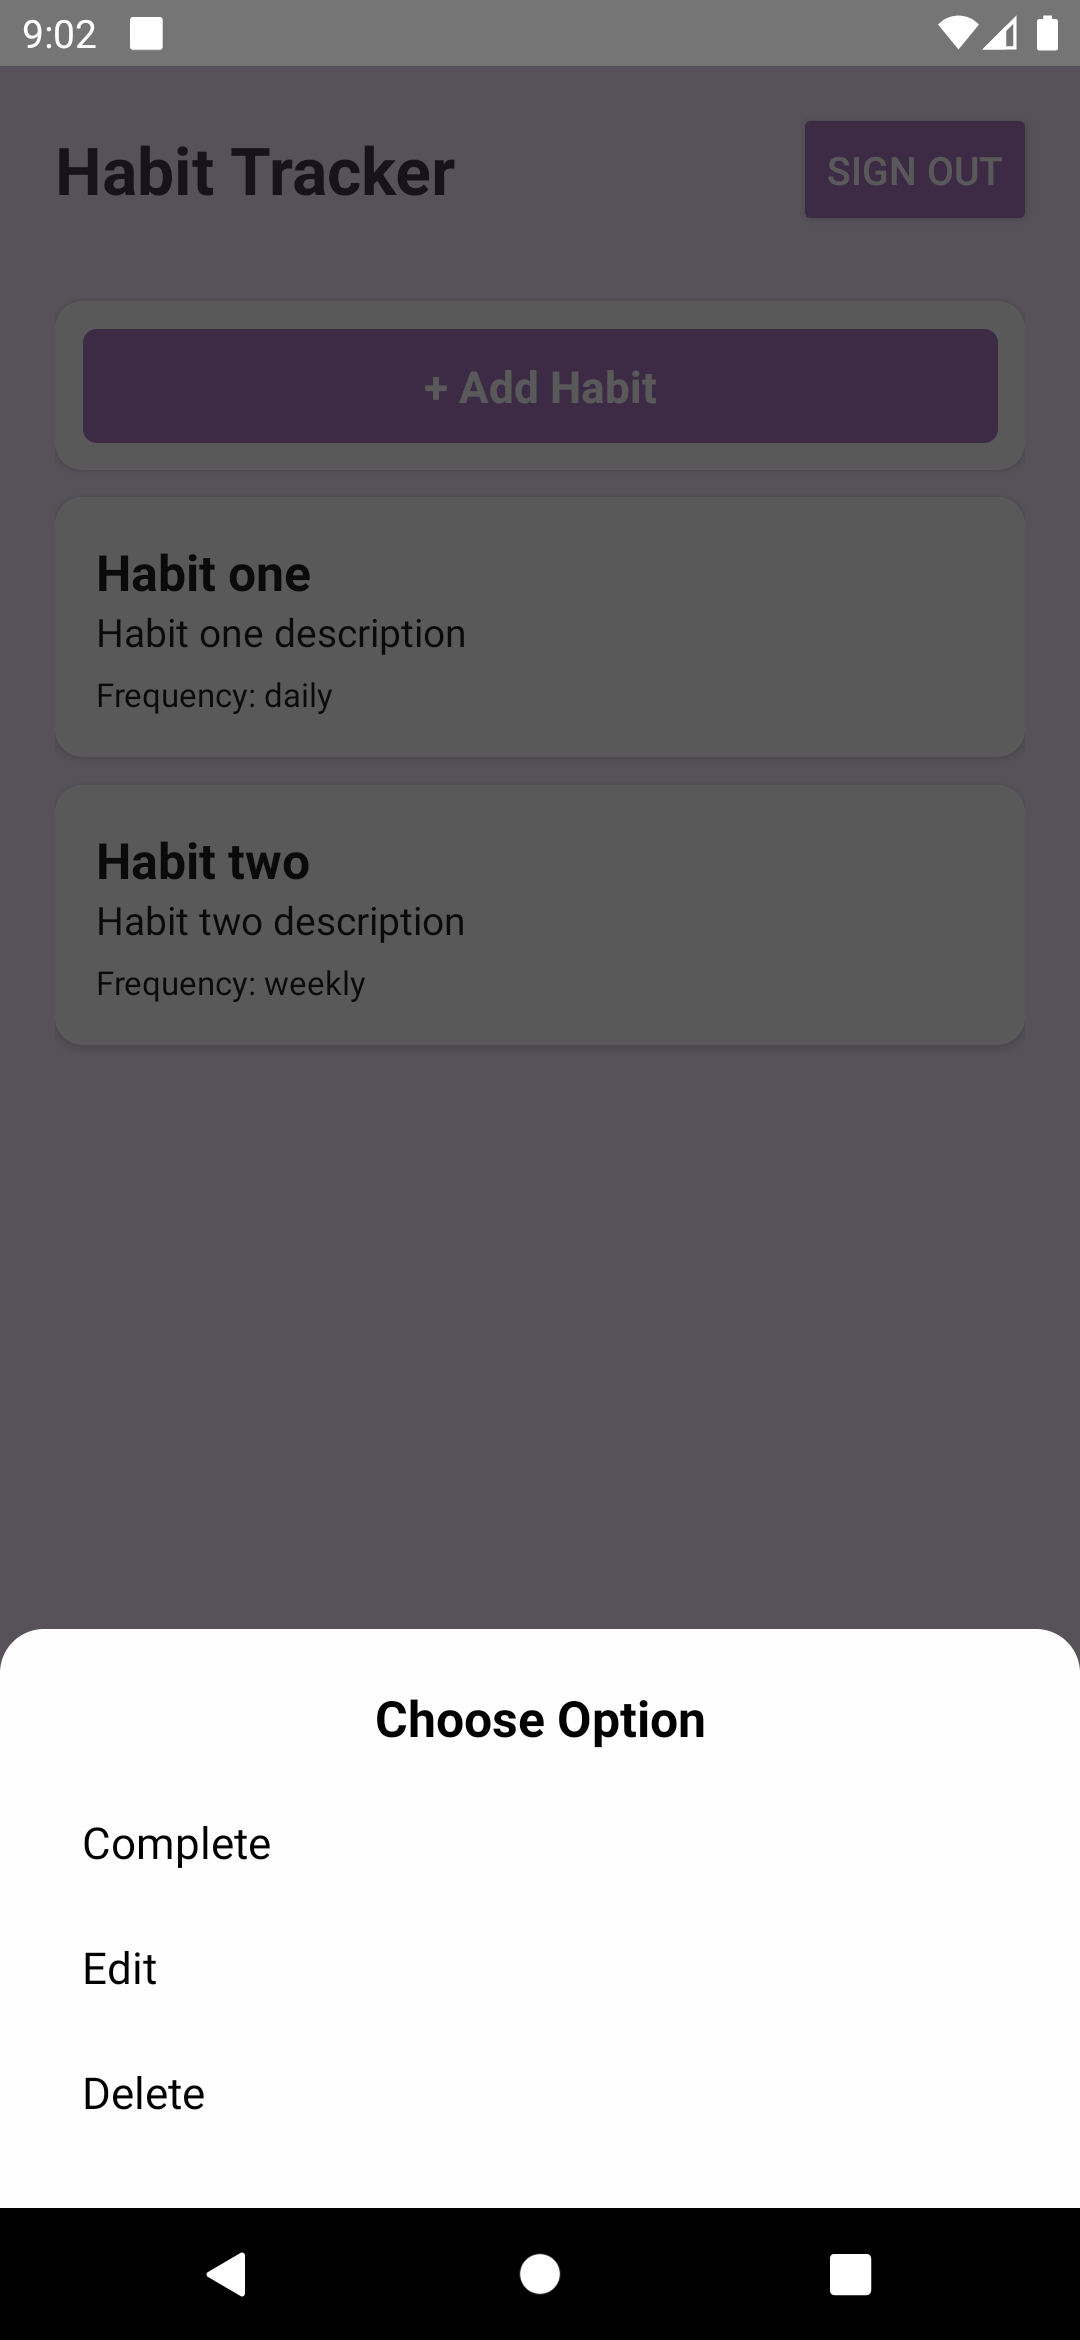 9:02
Habit Tracker
SIGN OUT
+ Add Habit
Habit one
Habit one description
Frequency: daily
Habit two
Habit two description
Frequency: weekly
Choose Option
Complete
Edit
Delete